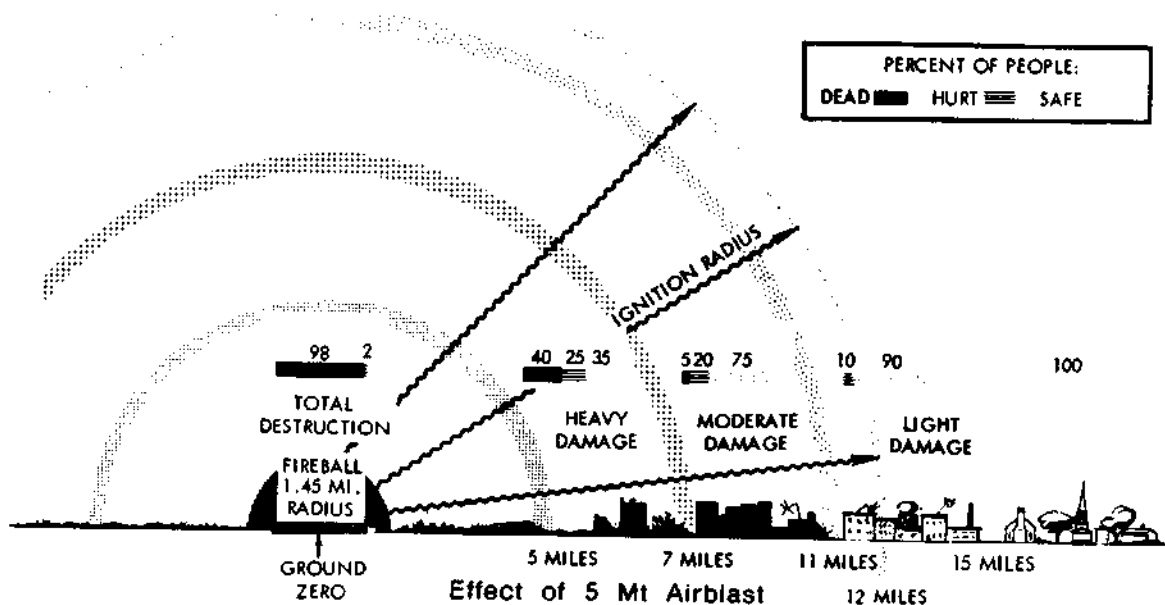 PERCENT OF PEOPLE:
DEAD HURT SAFE
IGNITION RADIUS
98 2
40 25 35
5 20 75
10 90
100
TOTAL
DESTRUCTION
HEAVY
DAMAGE
MODERATE
DAMAGE
LIGHT
DAMAGE
FIREBALL
1.45 MI.
RADIUS
GROUND
ZERO
5 MILES
7 MILES
11 MILES
15 MILES
12 MILES
Effect of 5 Mt Airblast